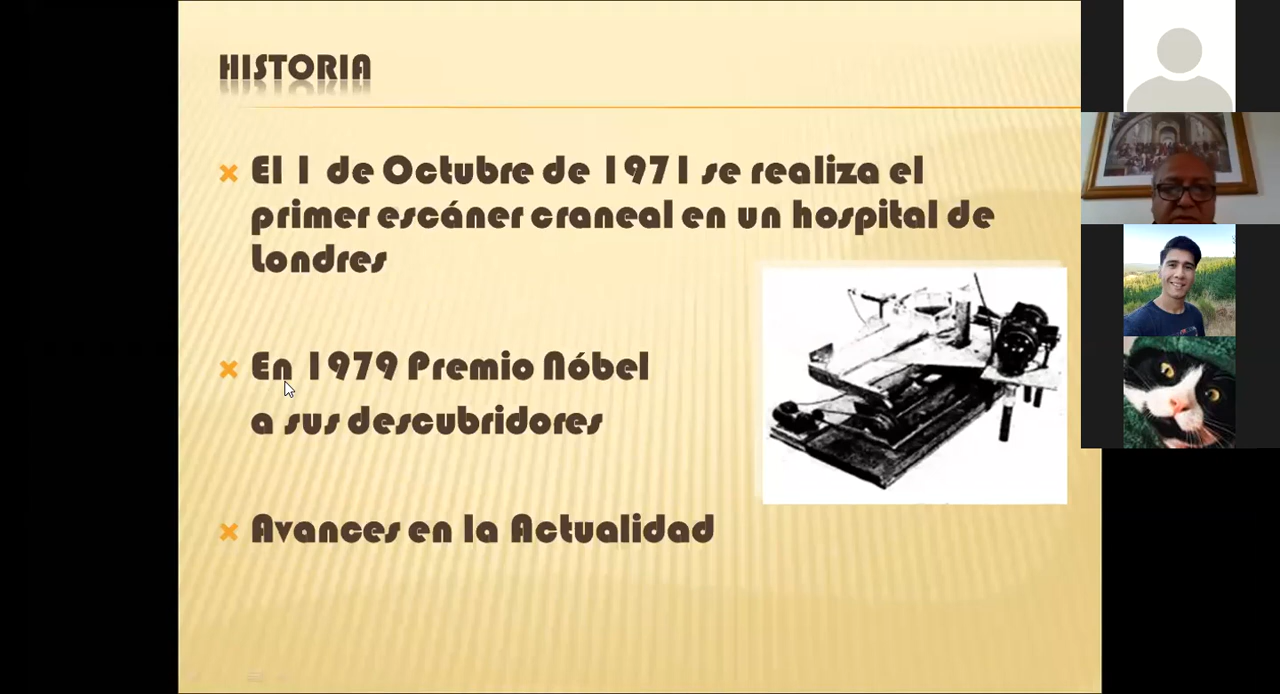 HISTORIA
El 1 de Octubre de 1971 se realiza el
primer escáner craneal en un hospital de
Londres
En 1979 Premio Nóbel
a sus descubridores
Avances en la Actualidad